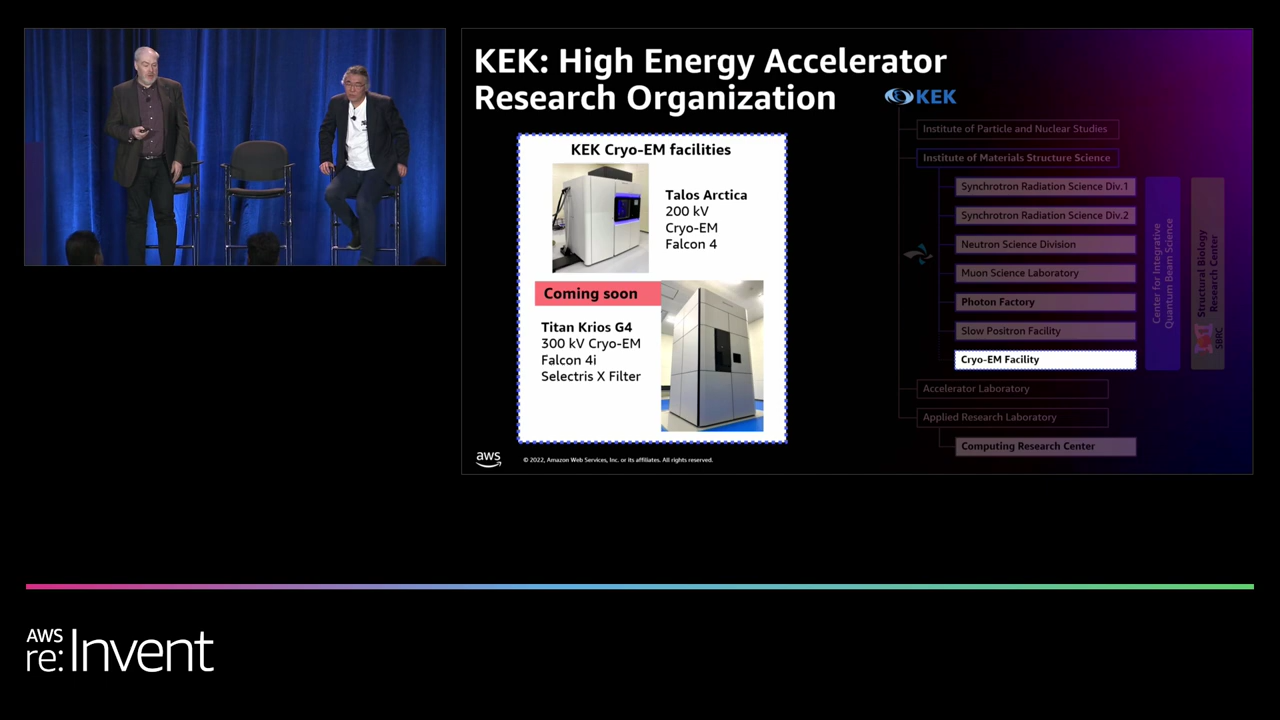 KEK: High Energy Accelerator
Research Organization
KEK
KEK Cryo-EM facilities
Talos Arctica
200 kV
Cryo-EM
Falcon 4
Coming soon
Titan Krios G4
300 kV Cryo-EM
Falcon 4i
Selectris X Filter
Institute of Particle and Nuclear Studies
Institute of Materials Structure Science
Synchrotron Radiation Science Div.1
Synchrotron Radiation Science Div.2
Neutron Science Division
Muon Science Laboratory
Photon Factory
Slow Positron Facility
Cryo-EM Facility
Accelerator Laboratory
Applied Research Laboratory
Computing Research Center
Center for Integrative
Quantum Beam Science
Structural Biology
Research Center
SBRC
aws
© 2022, Amazon Web Services, Inc. or its affiliates. All rights reserved.
AWS
re:Invent